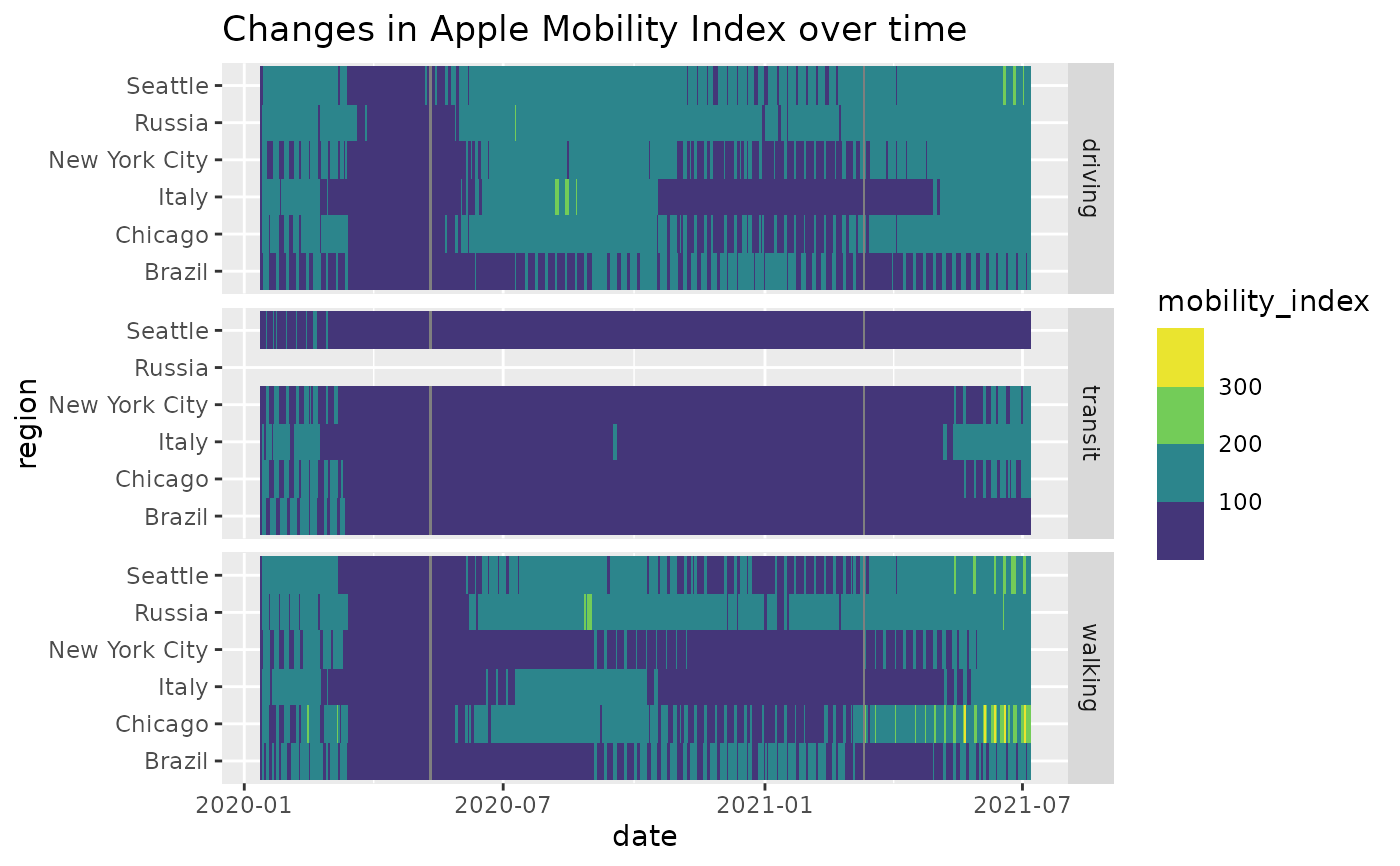 Changes in Apple Mobility Index over time
Seattle
Russia
New York City
Italy
Chicago
Brazil
driving
Seattle
Russia
New York City
Italy
Chicago
Brazil
transit
Seattle
Russia
New York City
Italy
Chicago
Brazil
walking
region
2020-01 2020-07 2021-01 2021-07
date
mobility_index
300
200
100